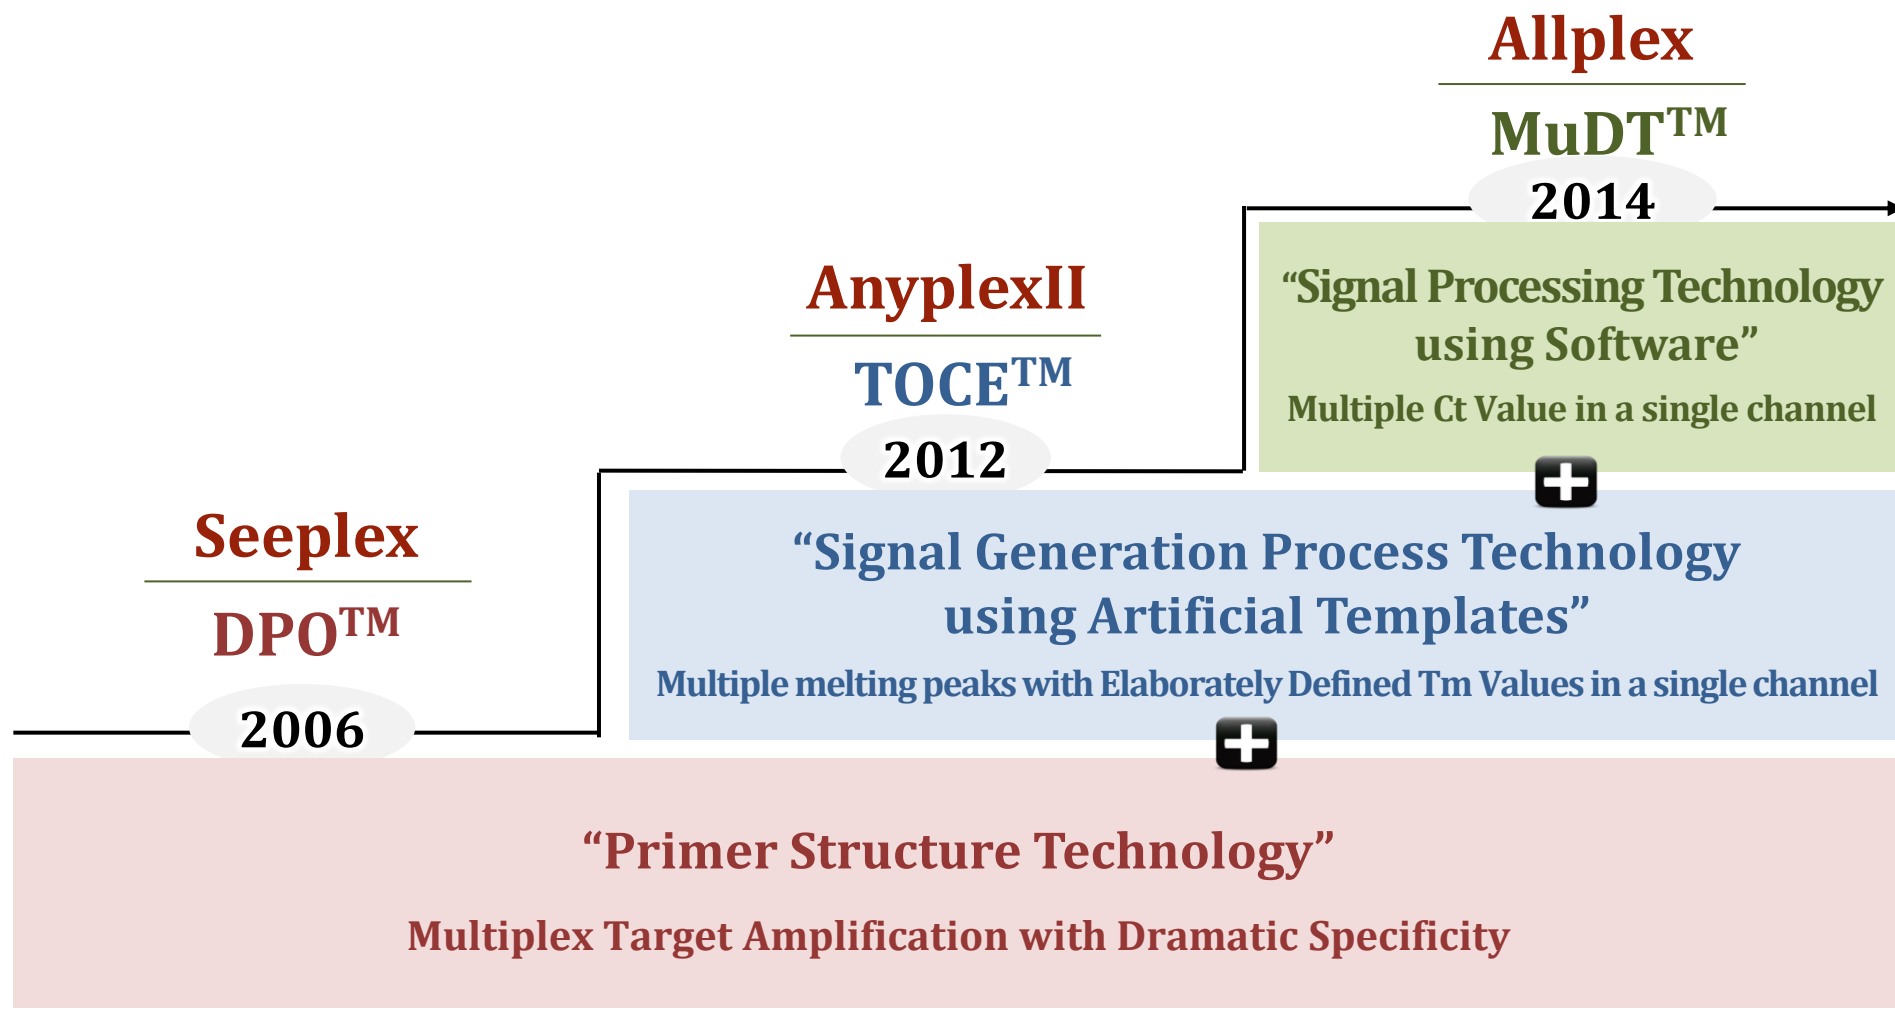 Allplex
MuDT™
2014
“Signal Processing Technology
using Software”
Multiple Ct Value in a single channel
AnyplexII
TOCE™
2012
“Signal Generation Process Technology
using Artificial Templates”
Multiple melting peaks with Elaborately Defined Tm Values in a single channel
Seeplex
DPO™
2006
“Primer Structure Technology”
Multiplex Target Amplification with Dramatic Specificity